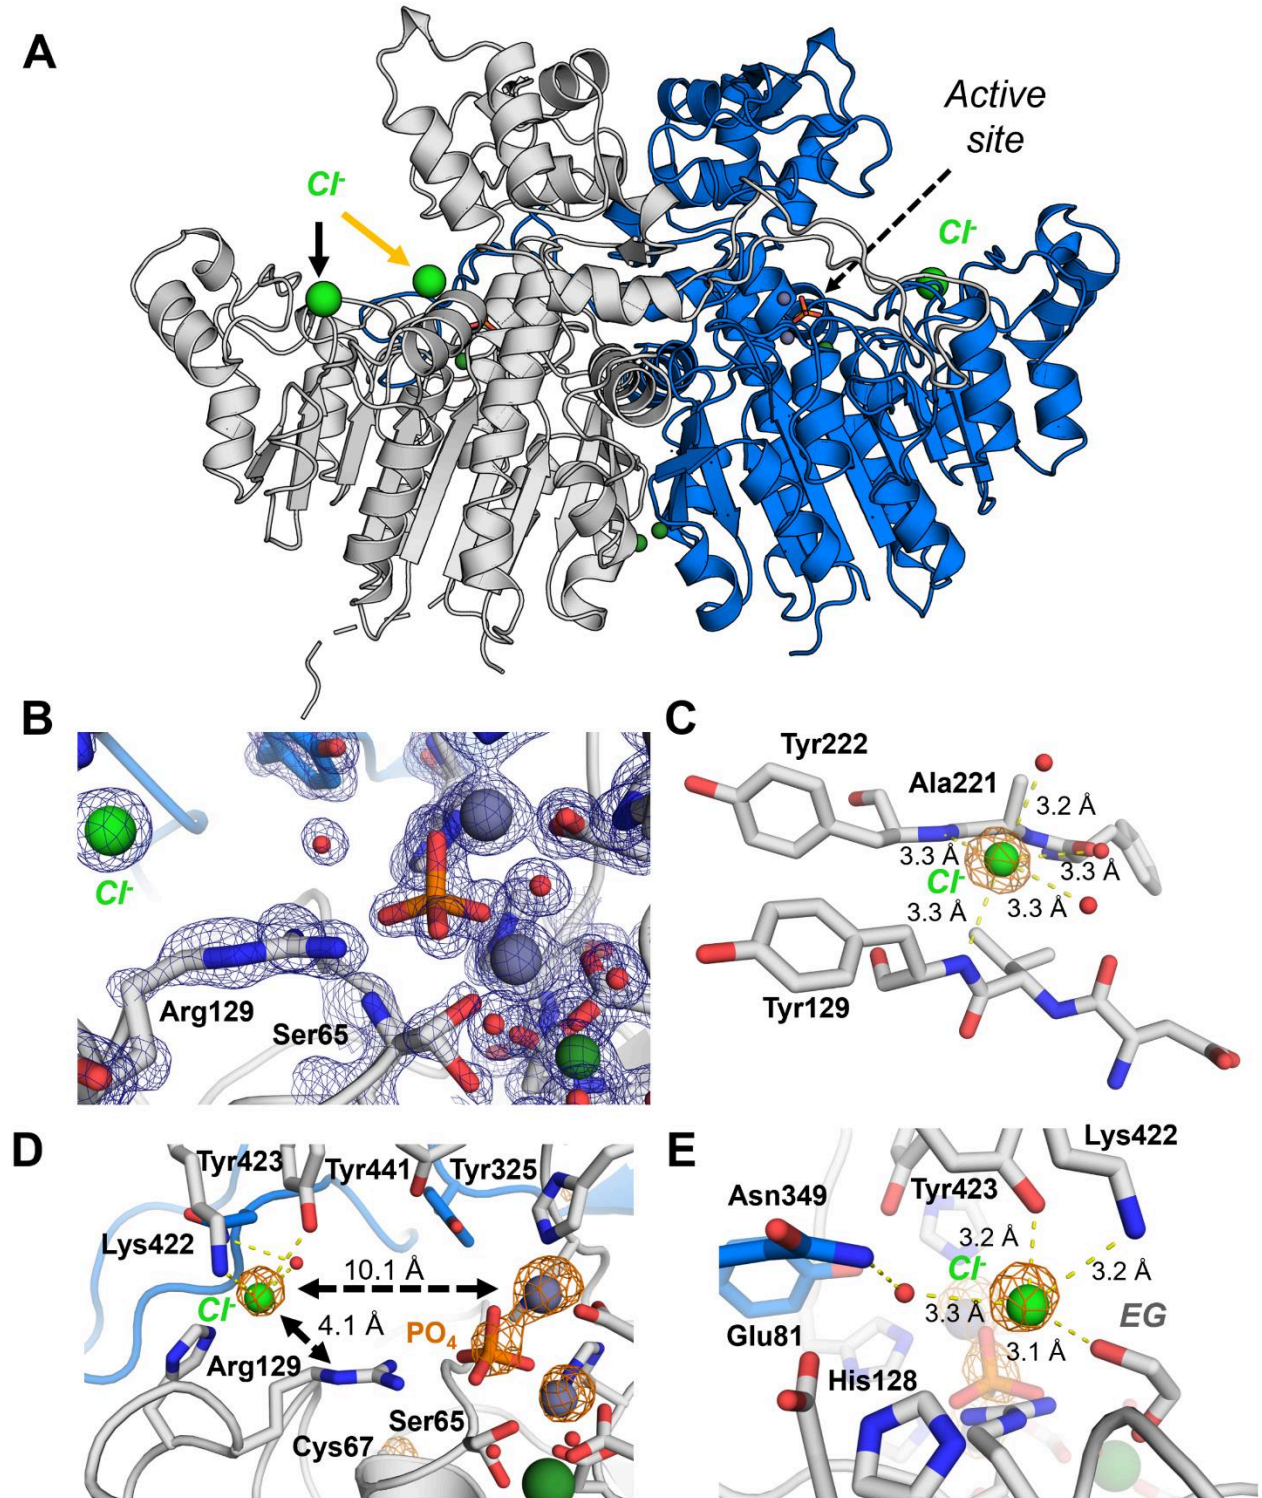 A
Active
site
Cl-
Cl-
B
Cl-
Arg129
Ser65
C
Tyr222
Ala221
3.2 Å
3.3 Å
3.3 Å
Cl-
3.3 Å
3.3 Å
Tyr129
D
Tyr423
Tyr441
Tyr325
Lys422
10.1 Å
Cl-
4.1 Å
PO4
Arg129
Ser65
Cys67
E
Lys422
Asn349
Tyr423
3.2 Å
Cl-
3.2 Å
3.3 Å
EG
Glu81
3.1 Å
His128